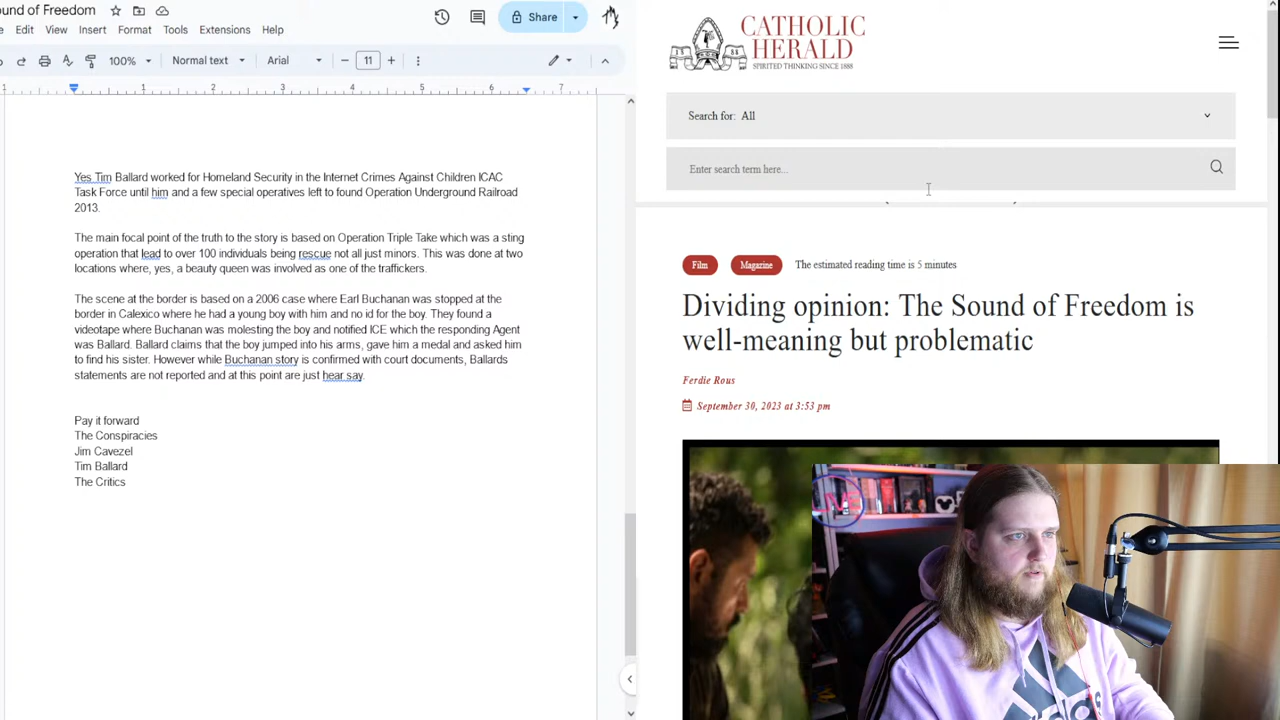 ound of Freedom
Edit View Insert Format Tools Extensions Help
Share
100% Normal text Arial 11
1 1 2 3 4 5 6 7
Yes Tim Ballard worked for Homeland Security in the Internet Crimes Against Children ICAC
Task Force until him and a few special operatives left to found Operation Underground Railroad
2013.
The main focal point of the truth to the story is based on Operation Triple Take which was a sting
operation that lead to over 100 individuals being rescue not all just minors. This was done at two
locations where, yes, a beauty queen was involved as one of the traffickers.
The scene at the border is based on a 2006 case where Earl Buchanan was stopped at the
border in Calexico where he had a young boy with him and no id for the boy. They found a
videotape where Buchanan was molesting the boy and notified ICE which the responding Agent
was Ballard. Ballard claims that the boy jumped into his arms, gave him a medal and asked him
to find his sister. However while Buchanan story is confirmed with court documents, Ballards
statements are not reported and at this point are just hear say.
Pay it forward
The Conspiracies
Jim Cavezel
Tim Ballard
The Critics
CATHOLIC
HERALD
SPIRITED THINKING SINCE 1888
Search for: All
Enter search term here...
Film Magazine The estimated reading time is 5 minutes
Dividing opinion: The Sound of Freedom is
well-meaning but problematic
Ferdie Rous
September 30, 2023 at 3:53 pm
LIVE